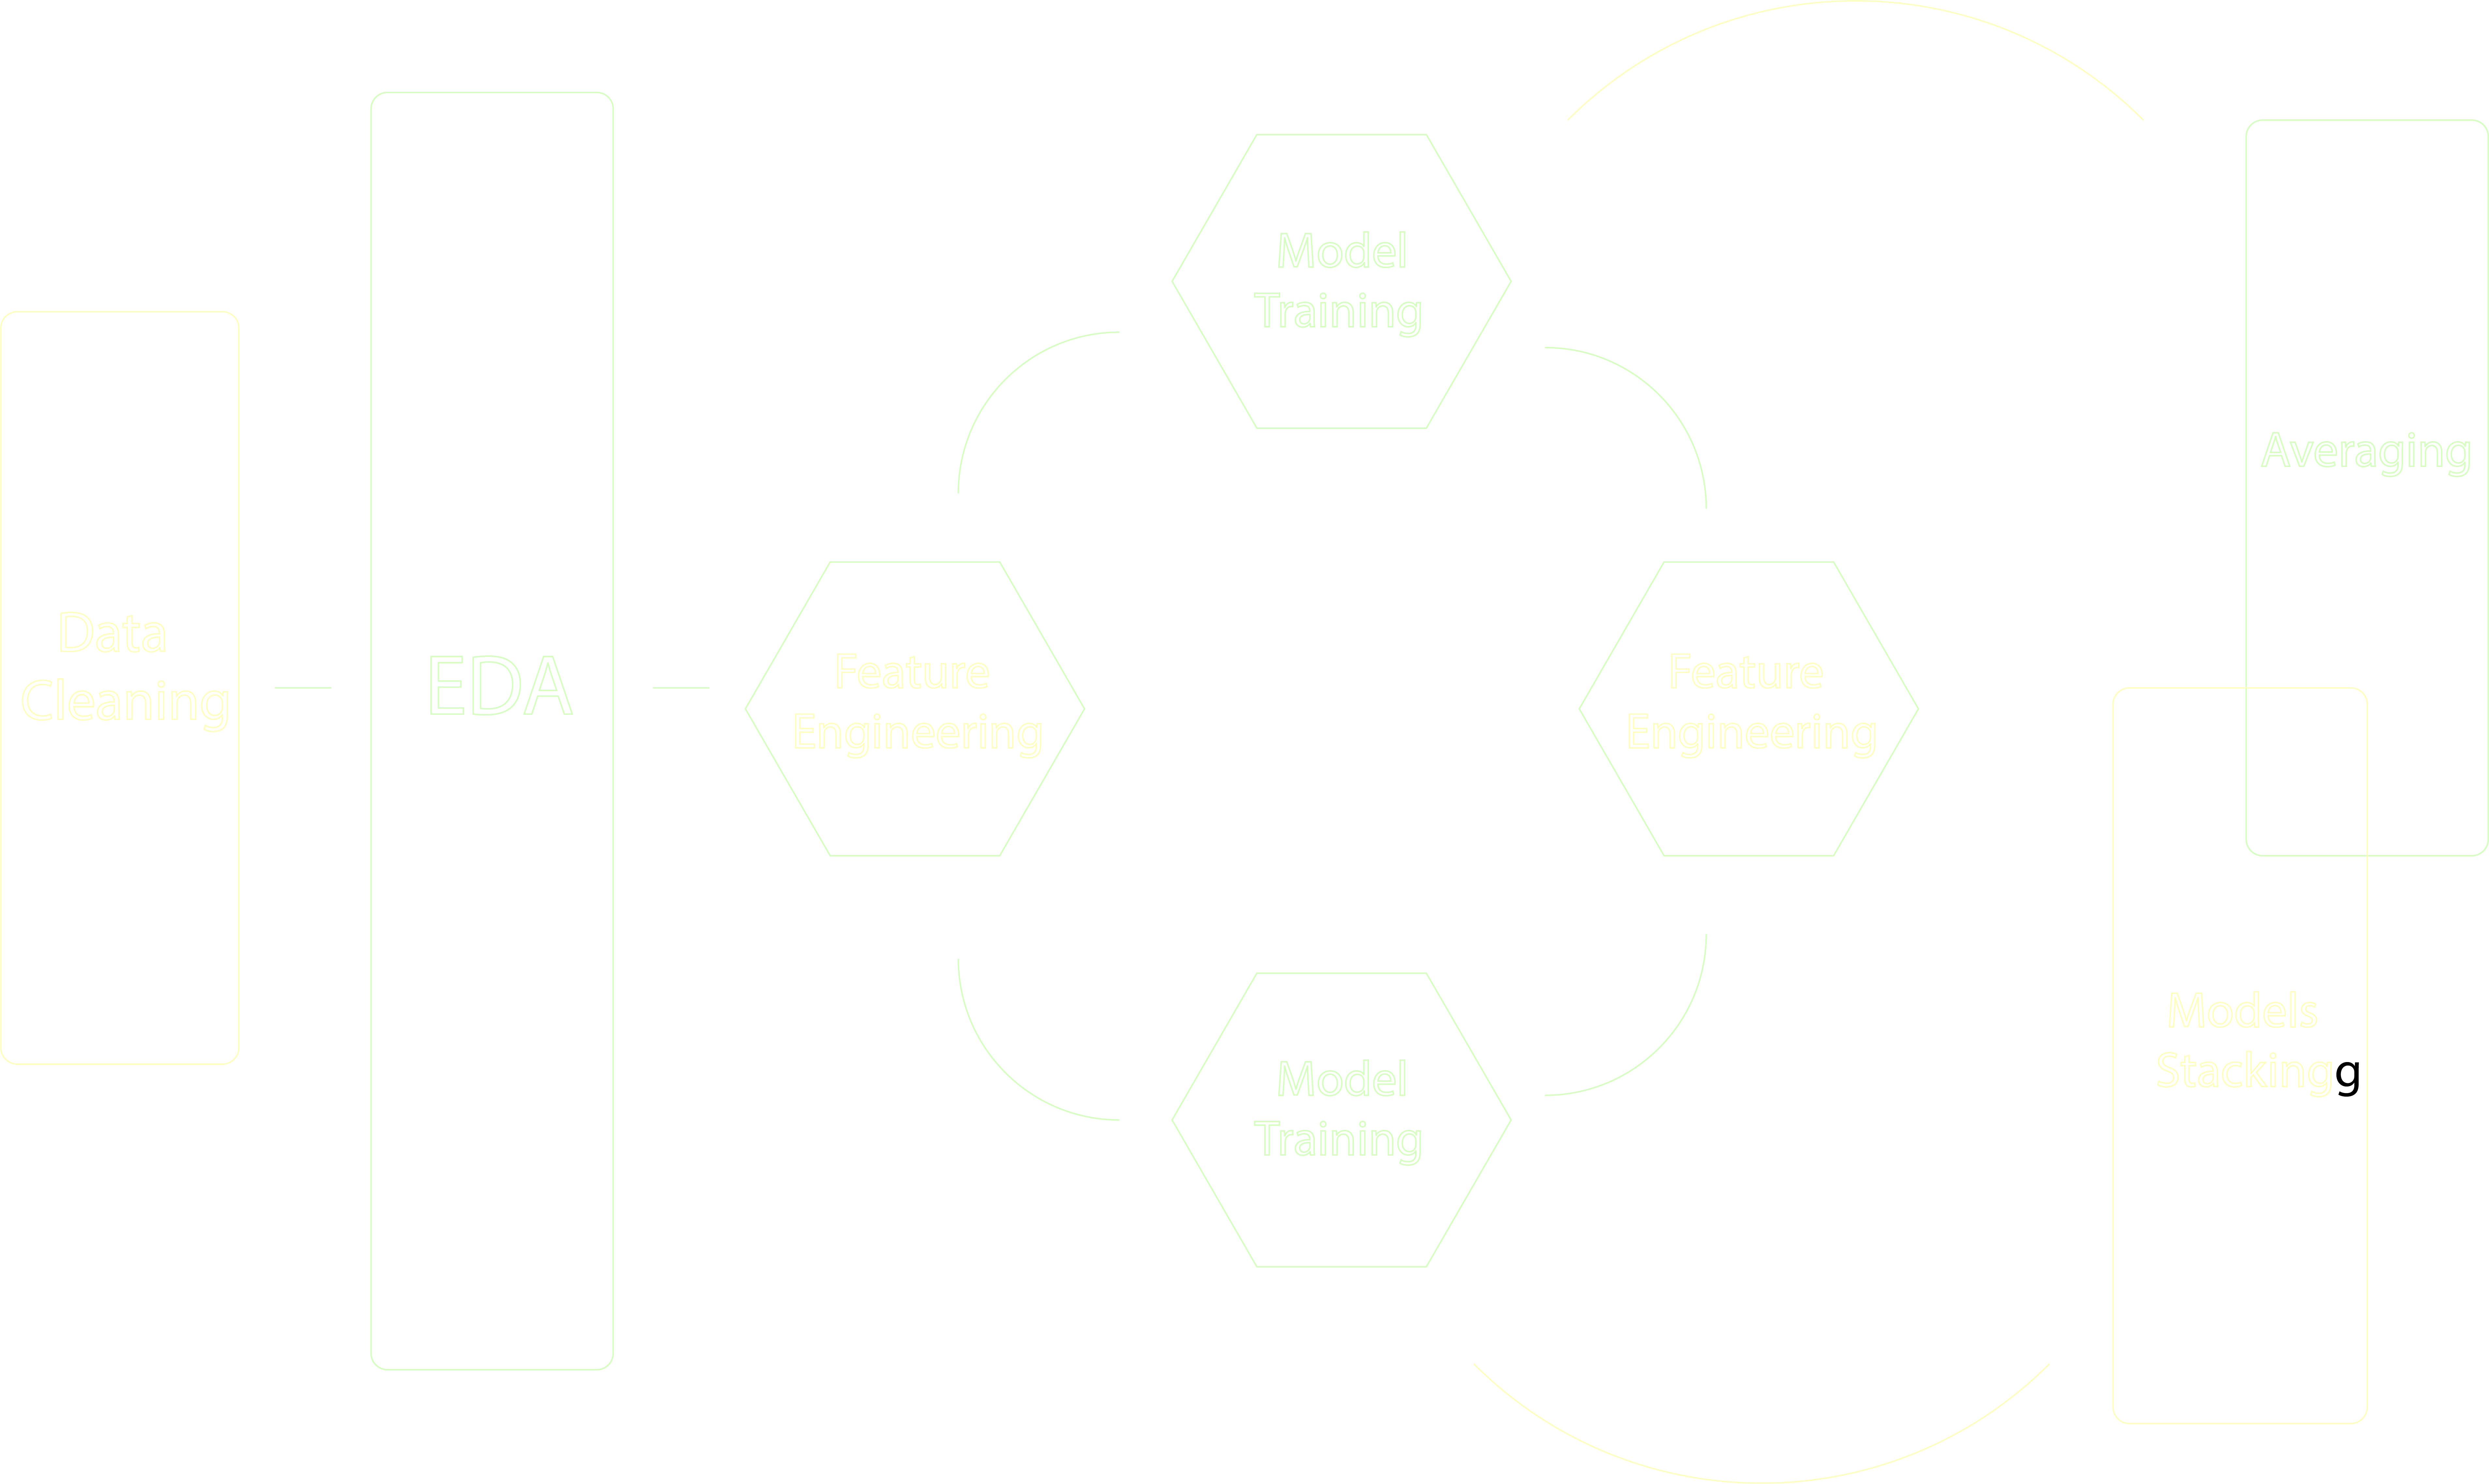 Data
Cleaning
EDA
Feature
Engineering
Model
Training
Model
Training
Feature
Engineering
Averaging
Models
Stackingg